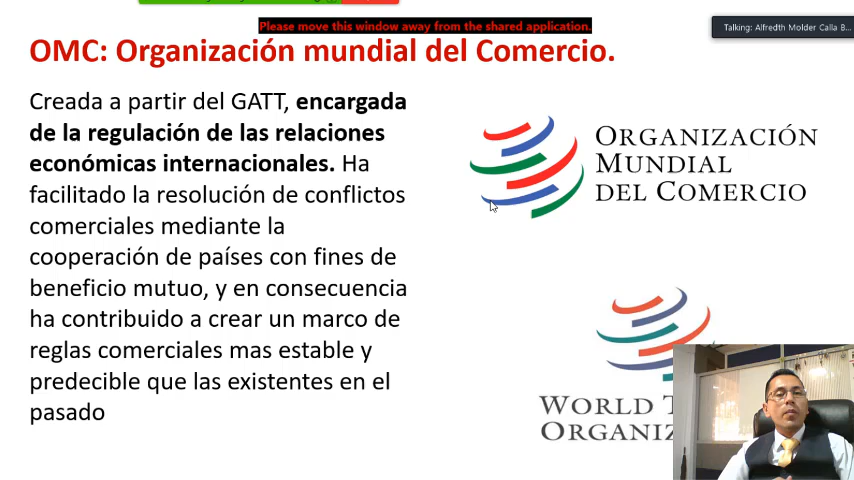 Please move this window away from the shared application.
Talking: Alfredth Molder Calla B...
OMC: Organización mundial del Comercio.
Creada a partir del GATT, encargada
de la regulación de las relaciones
económicas internacionales. Ha
facilitado la resolución de conflictos
comerciales mediante la
cooperación de países con fines de
beneficio mutuo, y en consecuencia
ha contribuido a crear un marco de
reglas comerciales mas estable y
predecible que las existentes en el
pasado
ORGANIZACIÓN
MUNDIAL
DEL COMERCIO
WORLD T
ORGANIZ